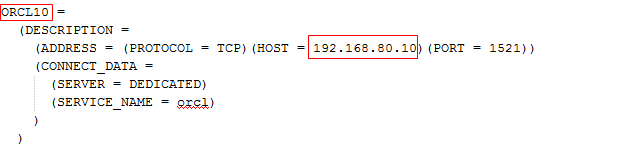 ORCL10 =
(DESCRIPTION =
(ADDRESS = (PROTOCOL = TCP)(HOST = 192.168.80.10)(PORT = 1521))
(CONNECT_DATA =
(SERVER = DEDICATED)
(SERVICE_NAME = orcl)
)
)